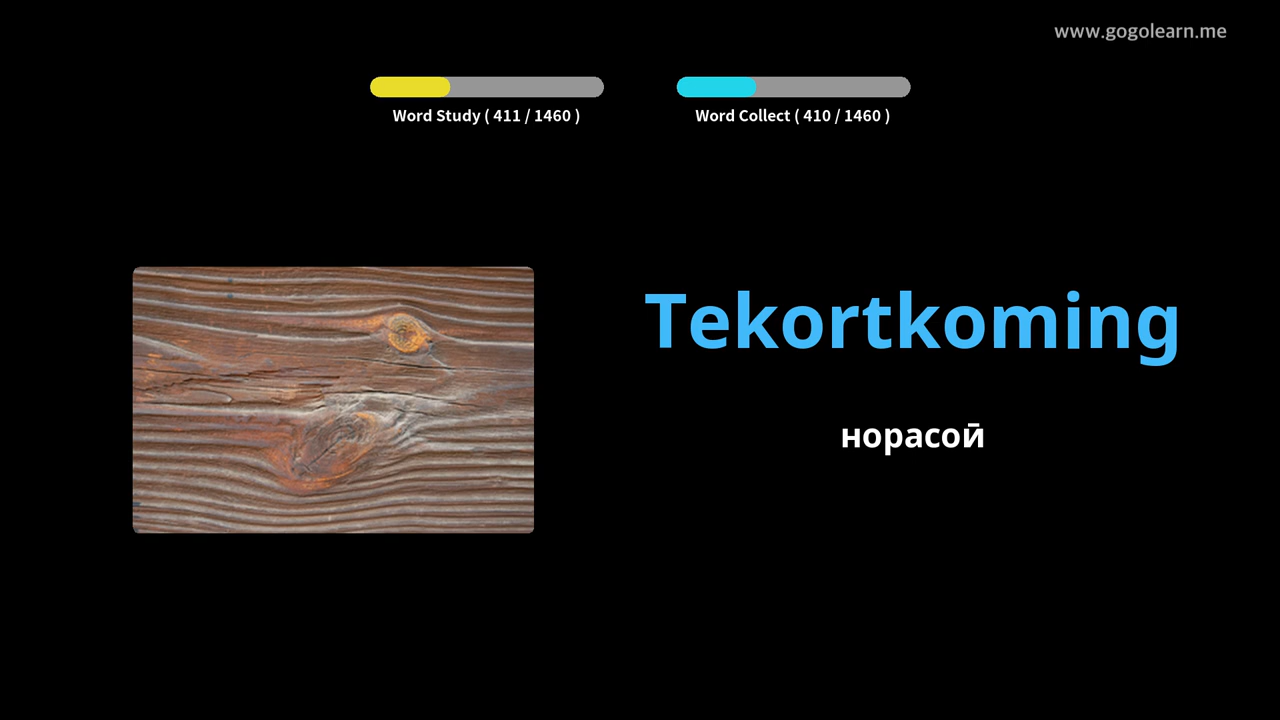 www.gogolearn.me
Word Study ( 411 / 1460 )
Word Collect ( 410 / 1460 )
Tekortkoming
норасоӣ